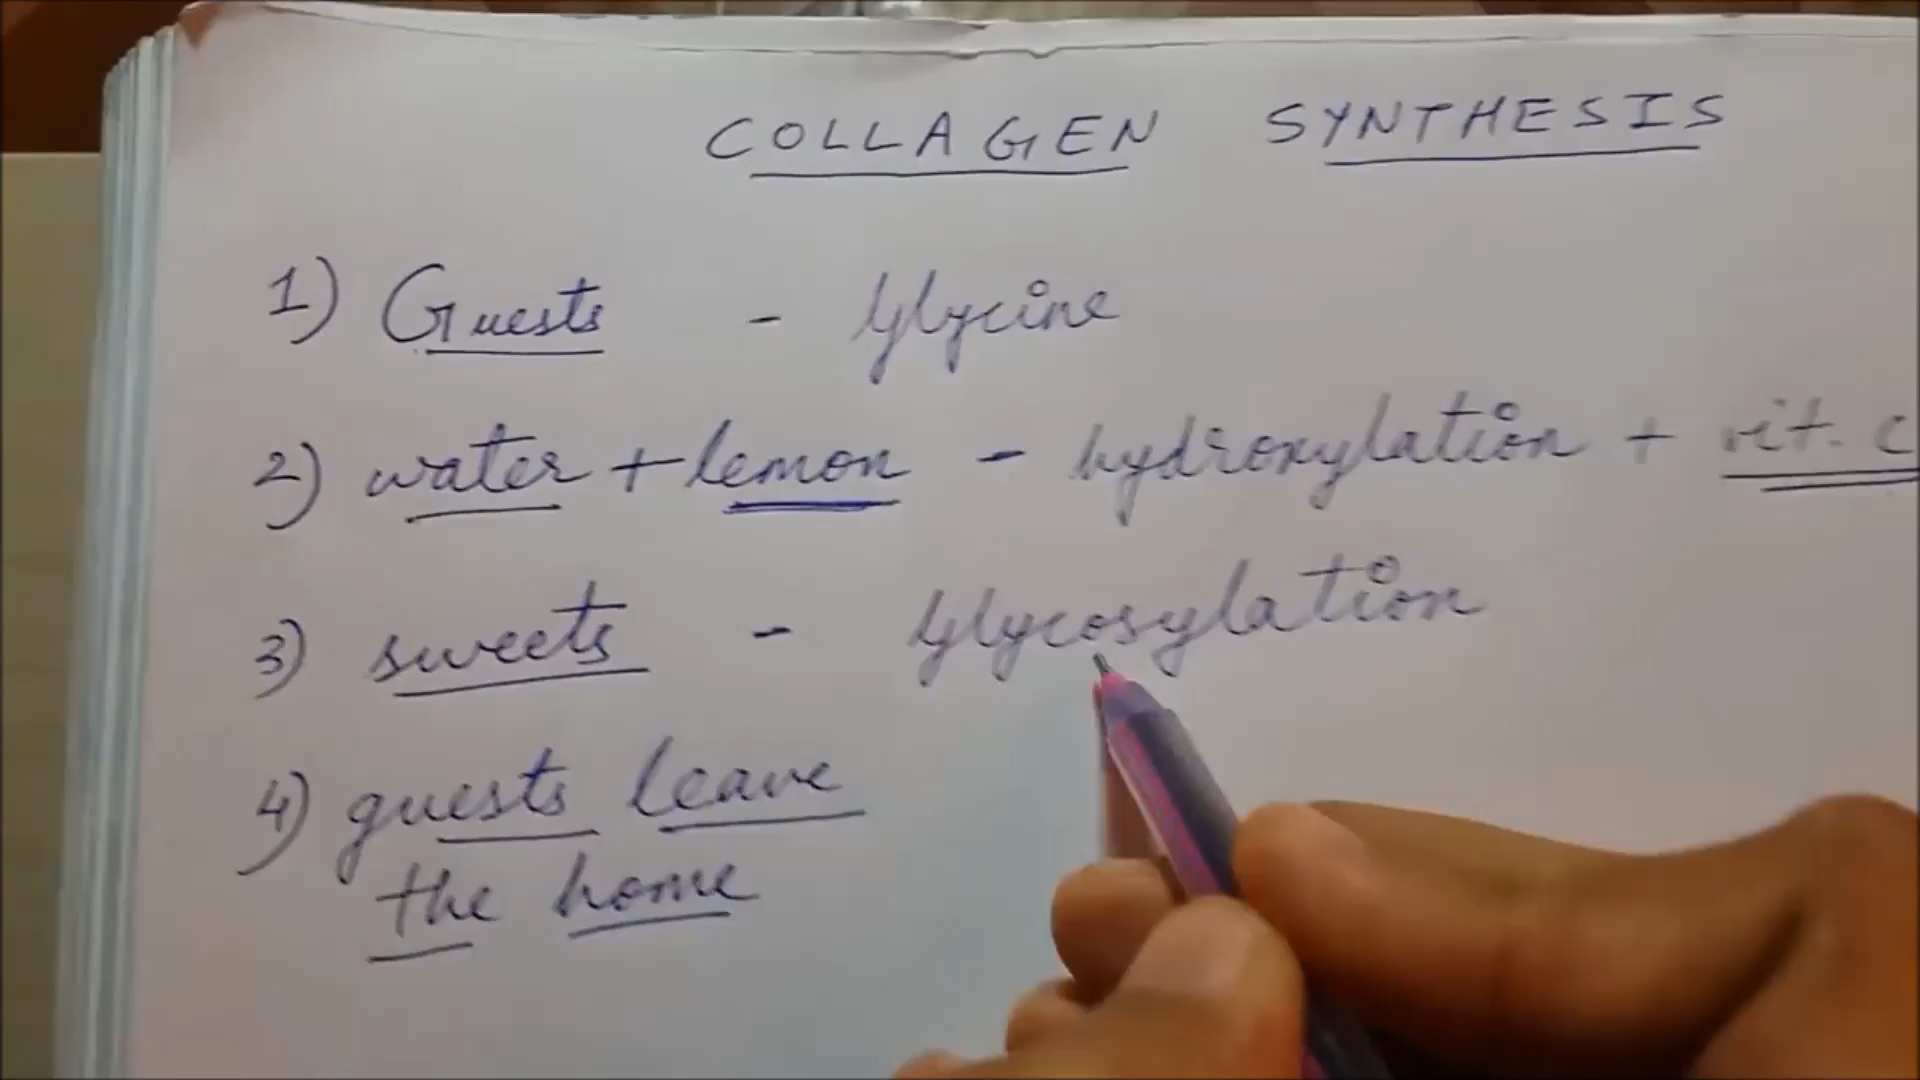 COLLAGEN SYNTHESIS
1) Guests - Glycine
2) water + lemon - hydroxylation + vit. C
3) sweets - Glycosylation
4) guests leave
the home